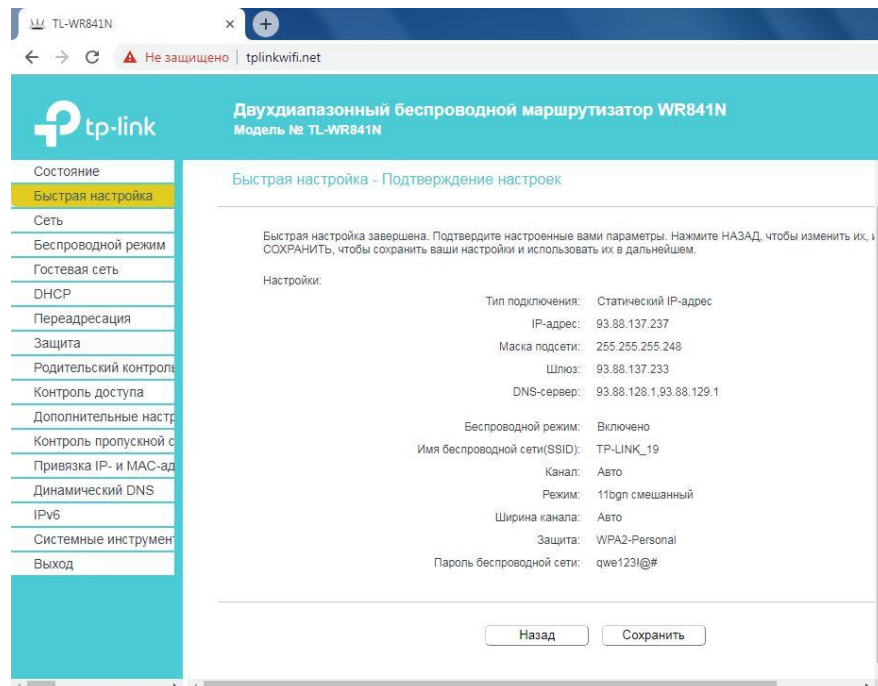 TL-WR841N
Не защищено | tplinkwifi.net
tp-link
Двухдиапазонный беспроводной маршрутизатор WR841N
Модель № TL-WR841N
Состояние
Быстрая настройка
Сеть
Беспроводной режим
Гостевая сеть
DHCP
Переадресация
Защита
Родительский контроль
Контроль доступа
Дополнительные настр
Контроль пропускной с
Привязка IP- и MAC-ад
Динамический DNS
IPv6
Системные инструмен
Выход
Быстрая настройка - Подтверждение настроек
Быстрая настройка завершена. Подтвердите настроенные вами параметры. Нажмите НАЗАД, чтобы изменить их, и
СОХРАНИТЬ, чтобы сохранить ваши настройки и использовать их в дальнейшем.
Настройки:
Тип подключения: Статический IP-адрес
IP-адрес: 93.88.137.237
Маска подсети: 255.255.255.248
Шлюз: 93.88.137.233
DNS-сервер: 93.88.128.1,93.88.129.1
Беспроводной режим: Включено
Имя беспроводной сети(SSID): TP-LINK_19
Канал: Авто
Режим: 11bgn смешанный
Ширина канала: Авто
Защита: WPA2-Personal
Пароль беспроводной сети: qwe123!@#
Назад
Сохранить